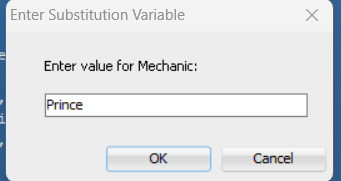 Enter Substitution Variable
Enter value for Mechanic:
Prince
OK
Cancel